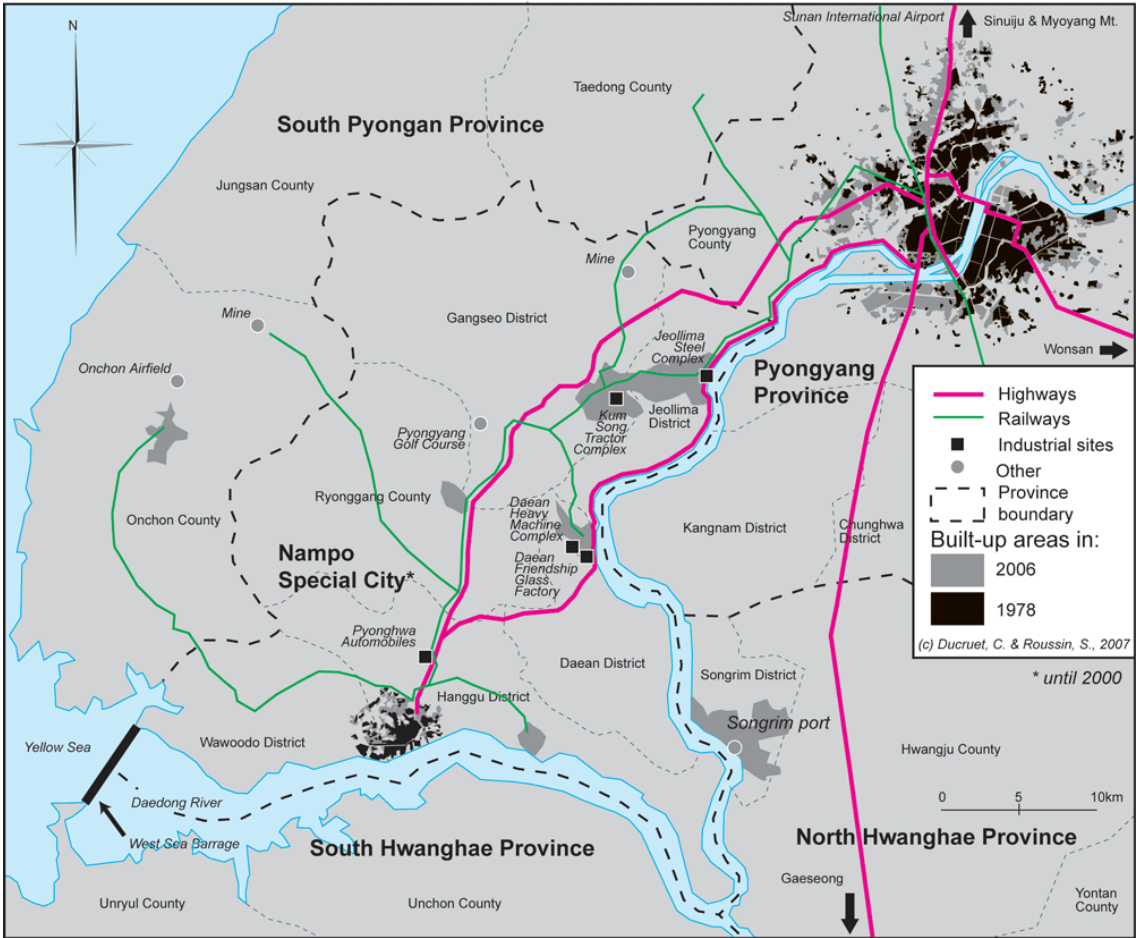 N
Sunan International Airport
Sinuiju & Myoyang Mt.
Taedong County
South Pyongan Province
Jungsan County
Pyongyang
County
Mine
Mine
Gangseo District
Onchon Airfield
Jeollima
Steel
Complex
Wonsan
Pyongyang
Province
Jeollima
District
Kum
Song
Tractor
Complex
Pyongyang
Golf Course
Ryonggang County
Onchon County
Daean
Heavy
Machine
Complex
Daean
Friendship
Glass
Factory
Kangnam District
Chunghwa
District
Nampo
Special City*
Pyonghwa
Automobiles
Daean District
Songrim District
Hanggu District
Songrim port
Yellow Sea
Wawoodo District
Hwangju County
Daedong River
West Sea Barrage
South Hwanghae Province
North Hwanghae Province
Gaeseong
Unryul County
Unchon County
Yontan
County
Highways
Railways
Industrial sites
Other
Province
boundary
Built-up areas in:
2006
1978
(c) Ducruet, C. & Roussin, S., 2007
* until 2000
0 5 10km